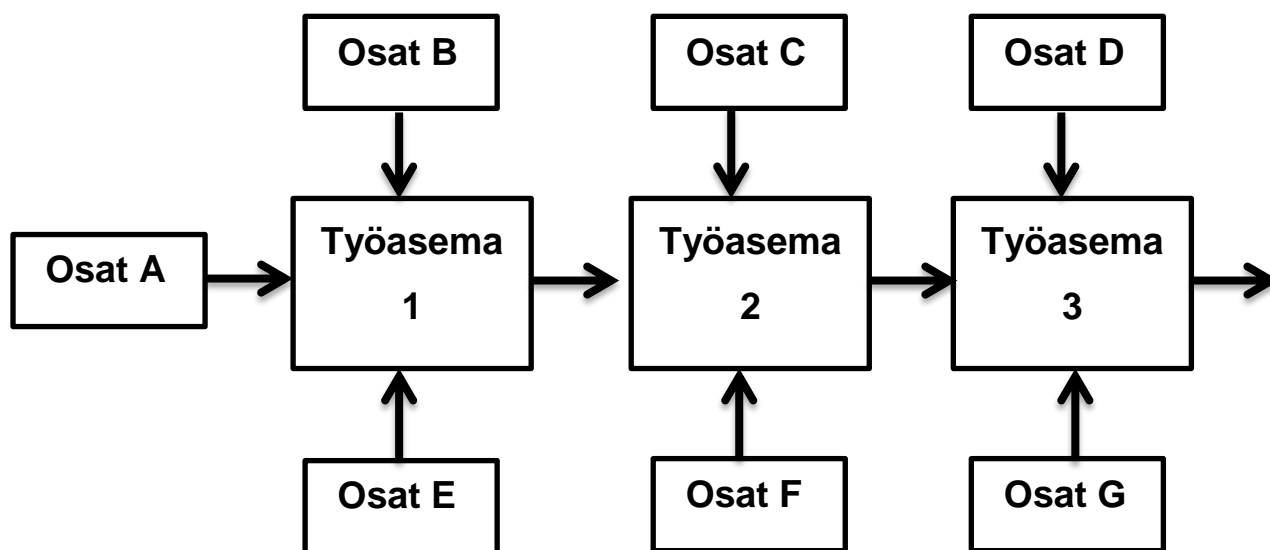 Osat B
Osat C
Osat D
Osat A
Työasema
1
Työasema
2
Työasema
3
Osat E
Osat F
Osat G